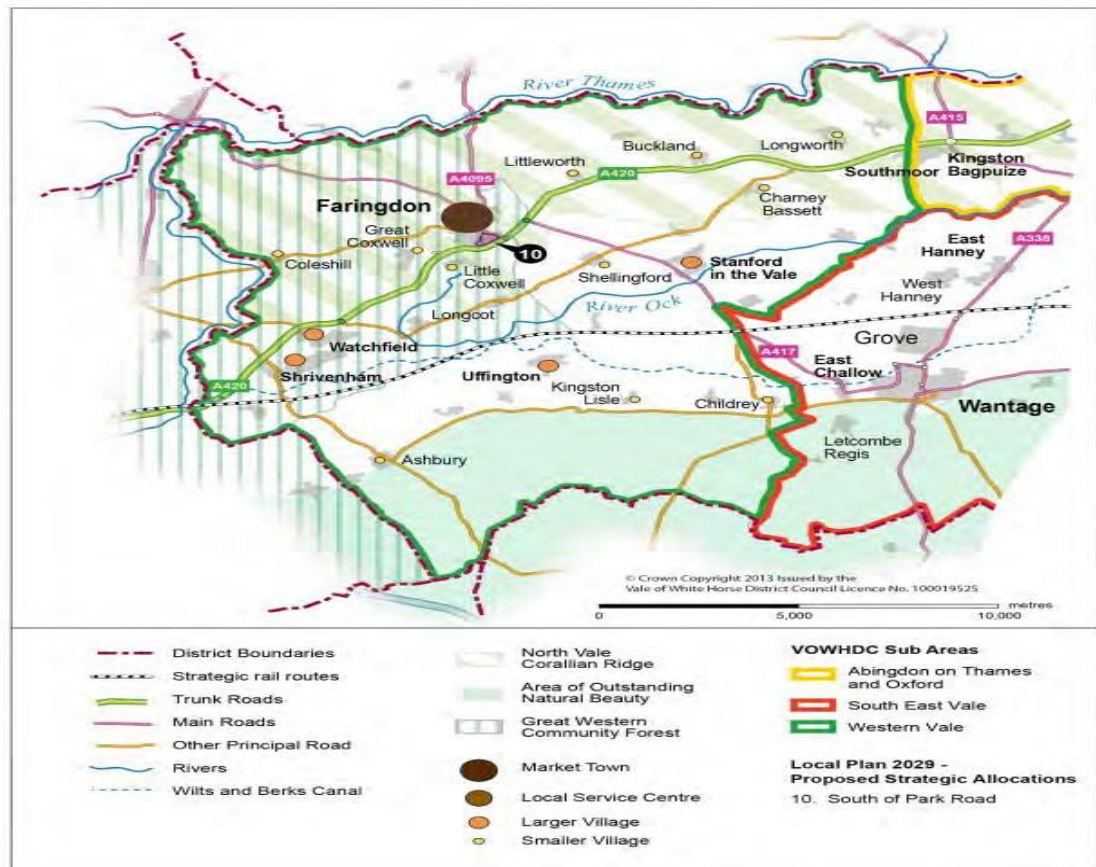 River Thames
A415
Buckland
Longworth
Littleworth
A420
Kingston
Bagpuize
Southmoor
A4095
Charney
Bassett
Faringdon
Great
Coxwell
10
East
Hanney
A338
Coleshill
Little
Coxwell
Shellingford
Stanford
in the Vale
West
Hanney
Longcot
River Ock
Grove
Watchfield
A417
East
Challow
Shrivenham
Uffington
A420
Kingston
Lisle
Childrey
Wantage
Letcombe
Regis
Ashbury
© Crown Copyright 2013 Issued by the
Vale of White Horse District Council Licence No. 100019525
0 5,000 10,000 metres
District Boundaries
Strategic rail routes
Trunk Roads
Main Roads
Other Principal Road
Rivers
Wilts and Berks Canal
North Vale
Corallian Ridge
Area of Outstanding
Natural Beauty
Great Western
Community Forest
Market Town
Local Service Centre
Larger Village
Smaller Village
VOWHDC Sub Areas
Abingdon on Thames
and Oxford
South East Vale
Western Vale
Local Plan 2029 -
Proposed Strategic Allocations
10. South of Park Road